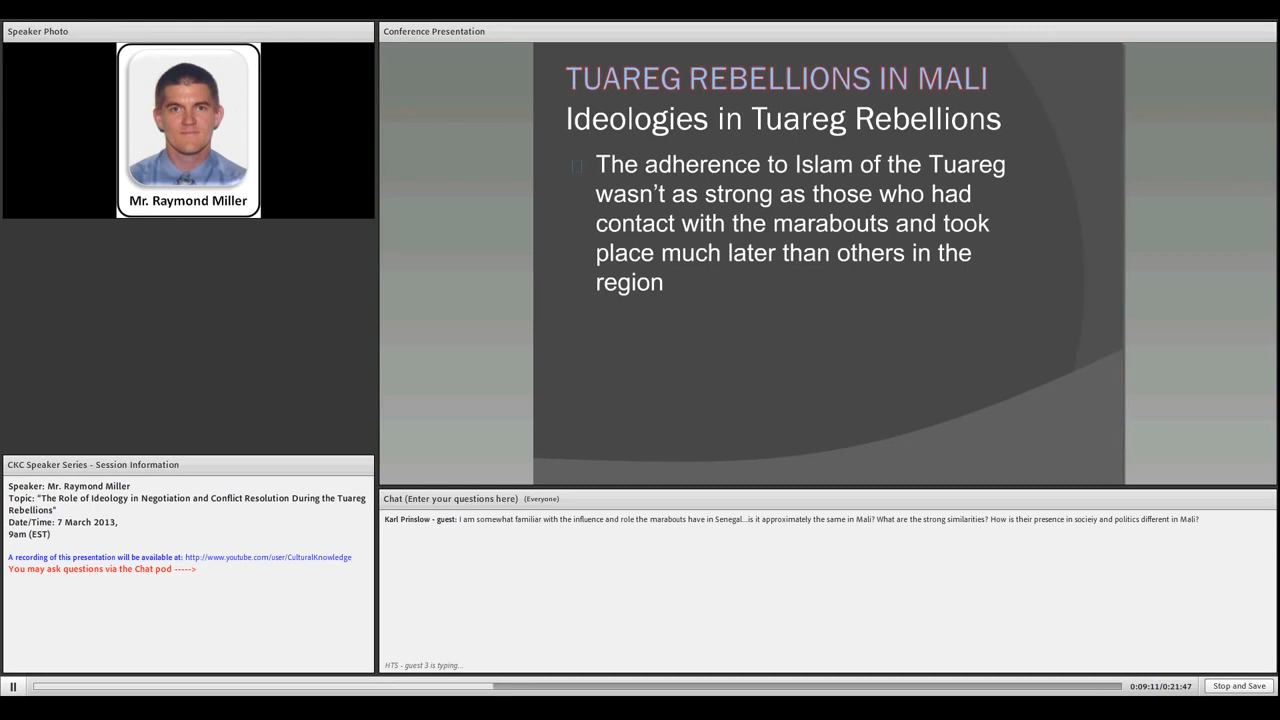 Speaker Photo
Mr. Raymond Miller
Conference Presentation
TUAREG REBELLIONS IN MALI
Ideologies in Tuareg Rebellions
The adherence to Islam of the Tuareg
wasn't as strong as those who had
contact with the marabouts and took
place much later than others in the
region
CKC Speaker Series - Session Information
Speaker: Mr. Raymond Miller
Topic: "The Role of Ideology in Negotiation and Conflict Resolution During the Tuareg
Rebellions"
Date/Time: 7 March 2013,
9am (EST)
A recording of this presentation will be available at: http://www.youtube.com/user/CulturalKnowledge
You may ask questions via the Chat pod ----->
Chat (Enter your questions here) (Everyone)
Karl Prinslow - guest: I am somewhat familiar with the influence and role the marabouts have in Senegal...is it approximately the same in Mali? What are the strong similarities? How is their presence in socieiy and politics different in Mali?
HTS - guest 3 is typing...
0:09:11/0:21:47
Stop and Save